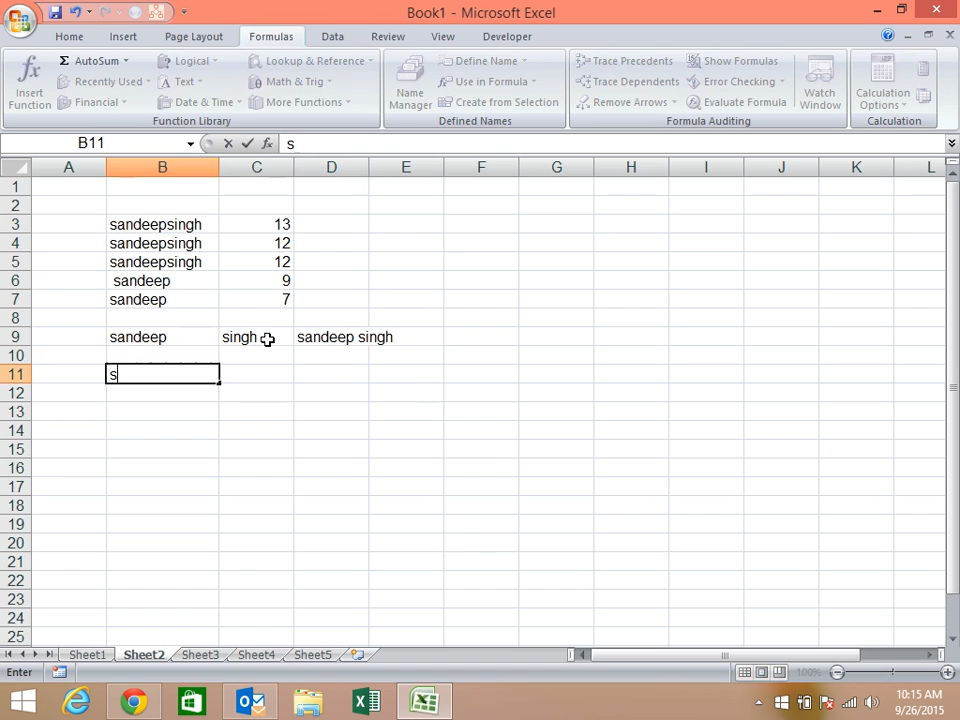 Book1 - Microsoft Excel
Home Insert Page Layout Formulas Data Review View Developer
fx Σ AutoSum Logical Lookup & Reference Define Name Trace Precedents Show Formulas
Insert Function Recently Used Text Math & Trig Name Manager Use in Formula Trace Dependents Error Checking Watch Window Calculation Options
Financial Date & Time More Functions Create from Selection Remove Arrows Evaluate Formula
Function Library Defined Names Formula Auditing Calculation
B11 fx s
A B C D E F G H I J K L
1
2
3 sandeepsingh 13
4 sandeepsingh 12
5 sandeepsingh 12
6 sandeep 9
7 sandeep 7
8
9 sandeep singh sandeep singh
10
11 s
12
13
14
15
16
17
18
19
20
21
22
23
24
25
Sheet1 Sheet2 Sheet3 Sheet4 Sheet5
Enter 100%
10:15 AM
9/26/2015